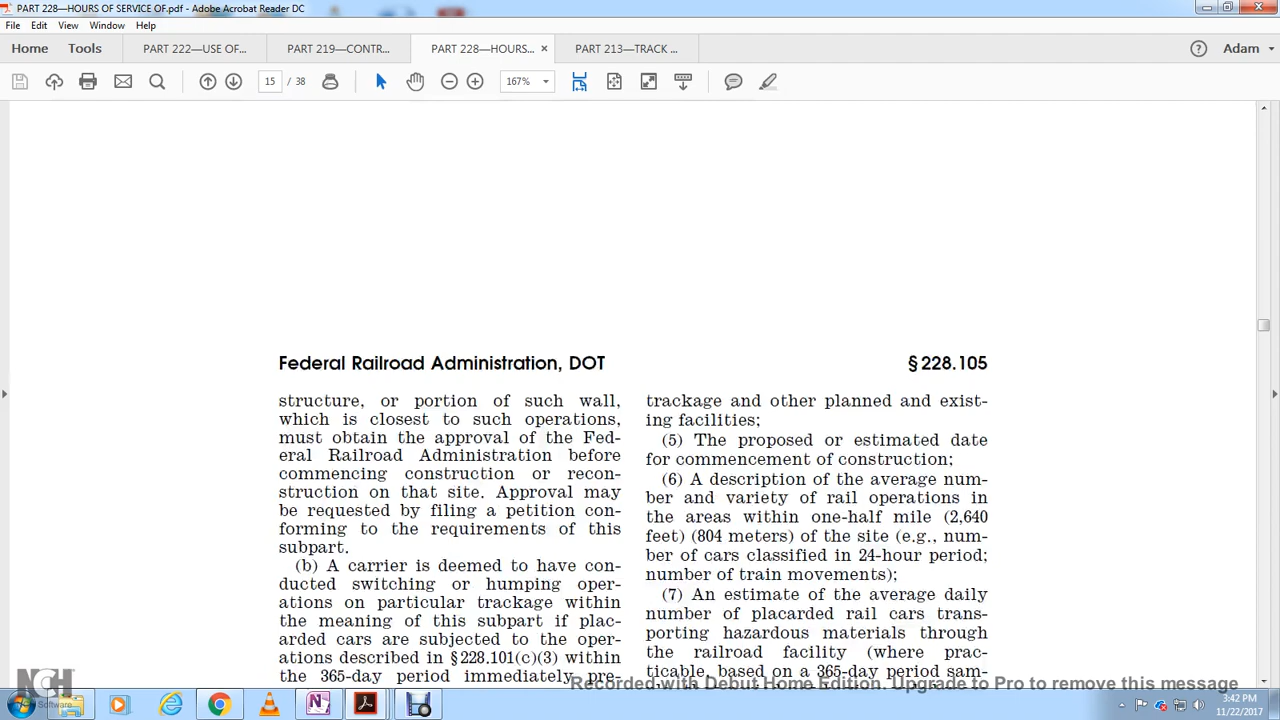 PART 228—HOURS OF SERVICE OF.pdf - Adobe Acrobat Reader DC
File Edit View Window Help
Home Tools PART 222—USE OF... PART 219—CONTR... PART 228—HOURS... × PART 213—TRACK ... Adam
15 / 38 167%
Federal Railroad Administration, DOT § 228.105
structure, or portion of such wall,
which is closest to such operations,
must obtain the approval of the Fed-
eral Railroad Administration before
commencing construction or recon-
struction on that site. Approval may
be requested by filing a petition con-
forming to the requirements of this
subpart.
(b) A carrier is deemed to have con-
ducted switching or humping oper-
ations on particular trackage within
the meaning of this subpart if plac-
arded cars are subjected to the oper-
ations described in § 228.101(c)(3) within
the 365-day period immediately pre-
trackage and other planned and exist-
ing facilities;
(5) The proposed or estimated date
for commencement of construction;
(6) A description of the average num-
ber and variety of rail operations in
the areas within one-half mile (2,640
feet) (804 meters) of the site (e.g., num-
ber of cars classified in 24-hour period;
number of train movements);
(7) An estimate of the average daily
number of placarded rail cars trans-
porting hazardous materials through
the railroad facility (where prac-
ticable, based on a 365-day period sam-
Recorded with Debut Home Edition. Upgrade to Pro to remove this message
NCH
Software
3:42 PM
11/22/2017